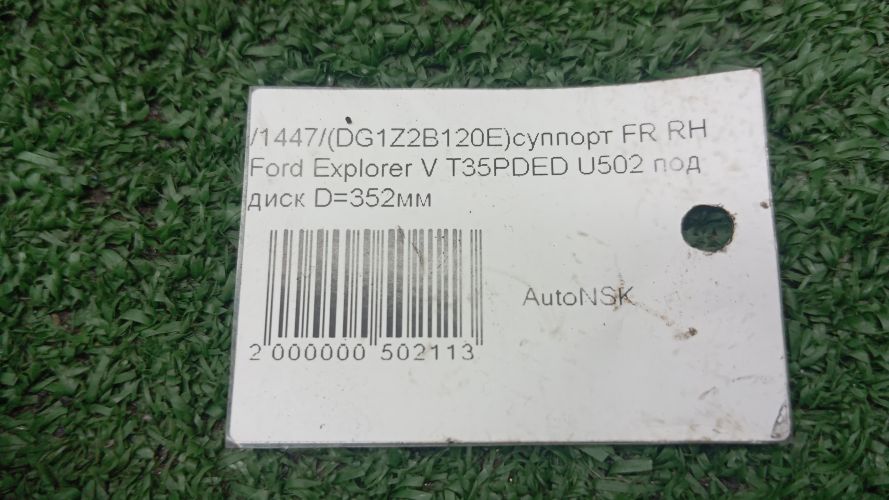 /1447/(DG1Z2B120E)суппорт FR RH
Ford Explorer V T35PDED U502 под
диск D=352мм
AutoNSK
2 000000 502113